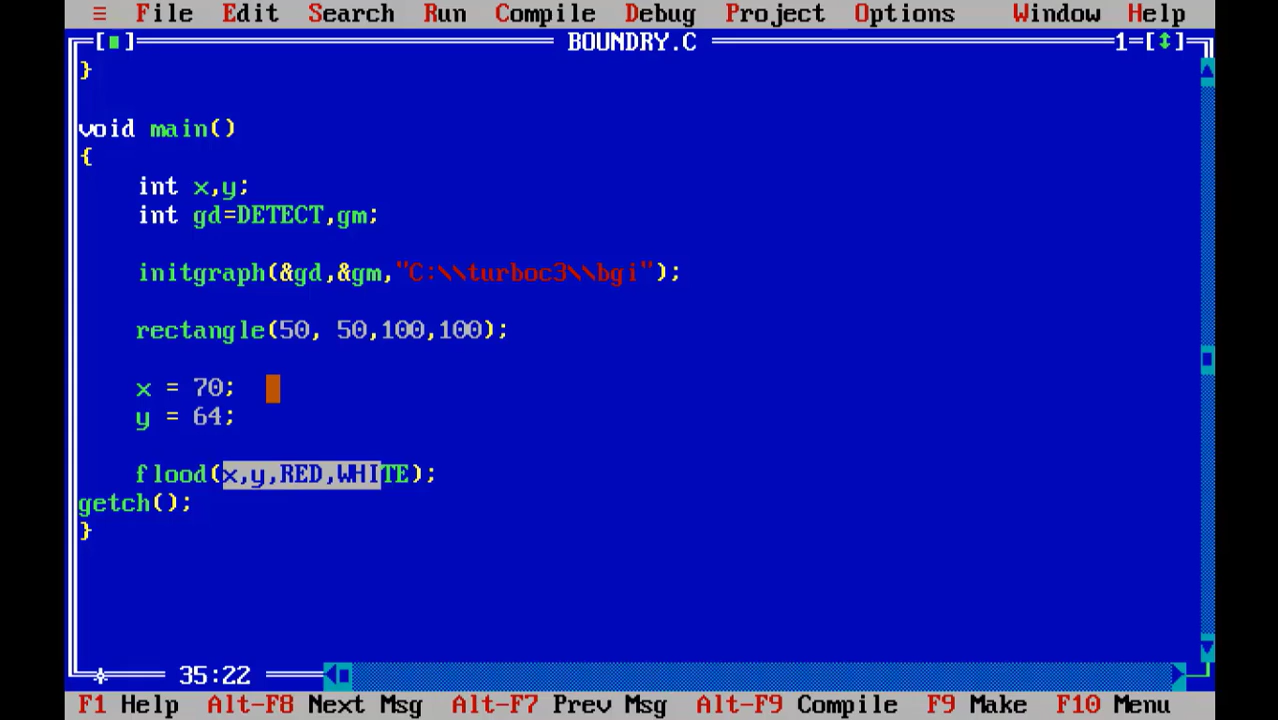 ≡ File Edit Search Run Compile Debug Project Options Window Help
[■] BOUNDRY.C 1=[↕]
}
void main()
{
int x,y;
int gd=DETECT,gm;
initgraph(&gd,&gm,"C:\\turboc3\\bgi");
rectangle(50, 50,100,100);
x = 70;
y = 64;
flood(x,y,RED,WHITE);
getch();
}
35:22
F1 Help Alt-F8 Next Msg Alt-F7 Prev Msg Alt-F9 Compile F9 Make F10 Menu